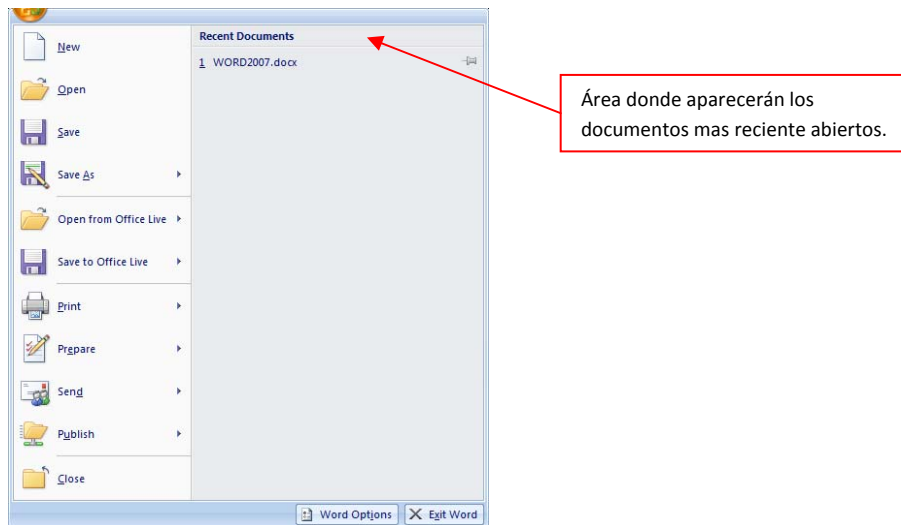 New
Open
Save
Save As
Open from Office Live
Save to Office Live
Print
Prepare
Send
Publish
Close
Recent Documents
1 WORD2007.docx
Word Options
Exit Word
Área donde aparecerán los
documentos mas reciente abiertos.